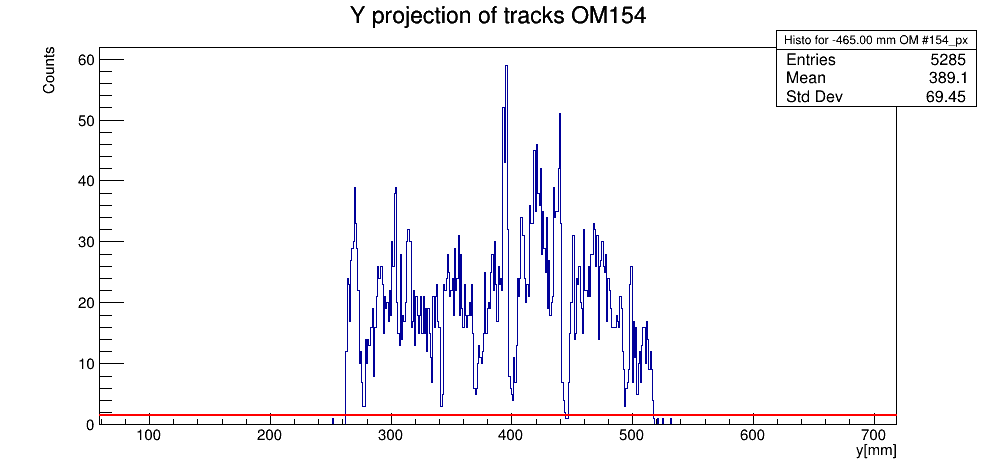 Y projection of tracks OM154
Histo for -465.00 mm OM #154_px
Entries 5285
Mean 389.1
Std Dev 69.45
Counts
60
50
40
30
20
10
0
100 200 300 400 500 600 700
y[mm]